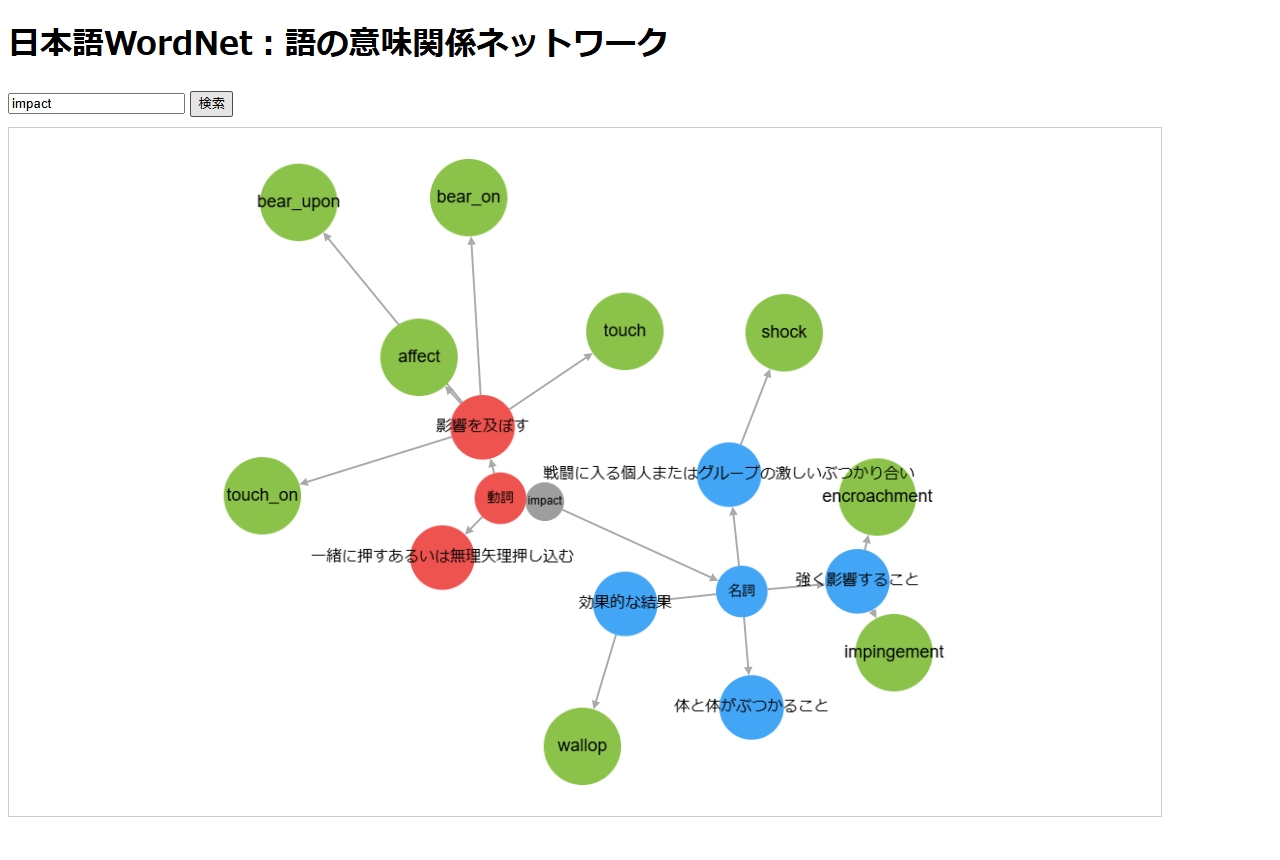 日本語WordNet：語の意味関係ネットワーク
impact
検索
bear_upon
bear_on
touch
shock
affect
影響を及ぼす
戦闘に入る個人またはグループの激しいぶつかり合い
touch_on
動詞
impact
encroachment
一緒に押すあるいは無理矢理押し込む
強く影響すること
名詞
効果的な結果
impingement
体と体がぶつかること
wallop